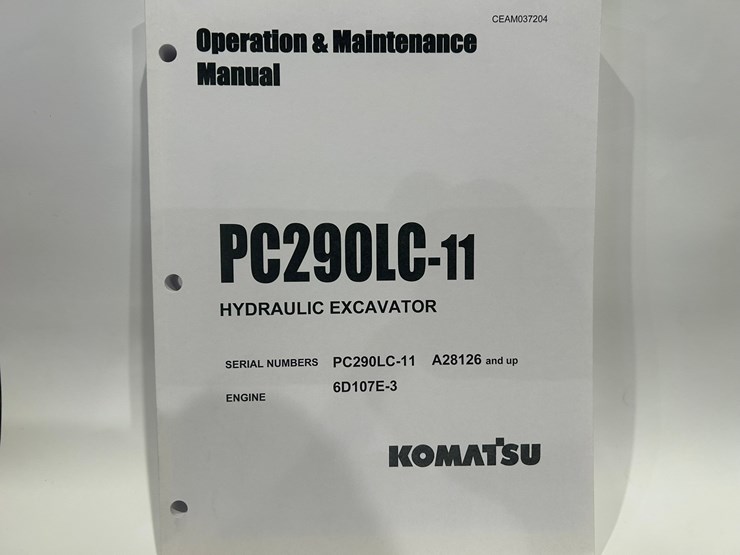 CEAM037204
Operation & Maintenance
Manual
PC290LC-11
HYDRAULIC EXCAVATOR
SERIAL NUMBERS PC290LC-11 A28126 and up
ENGINE 6D107E-3
KOMATSU